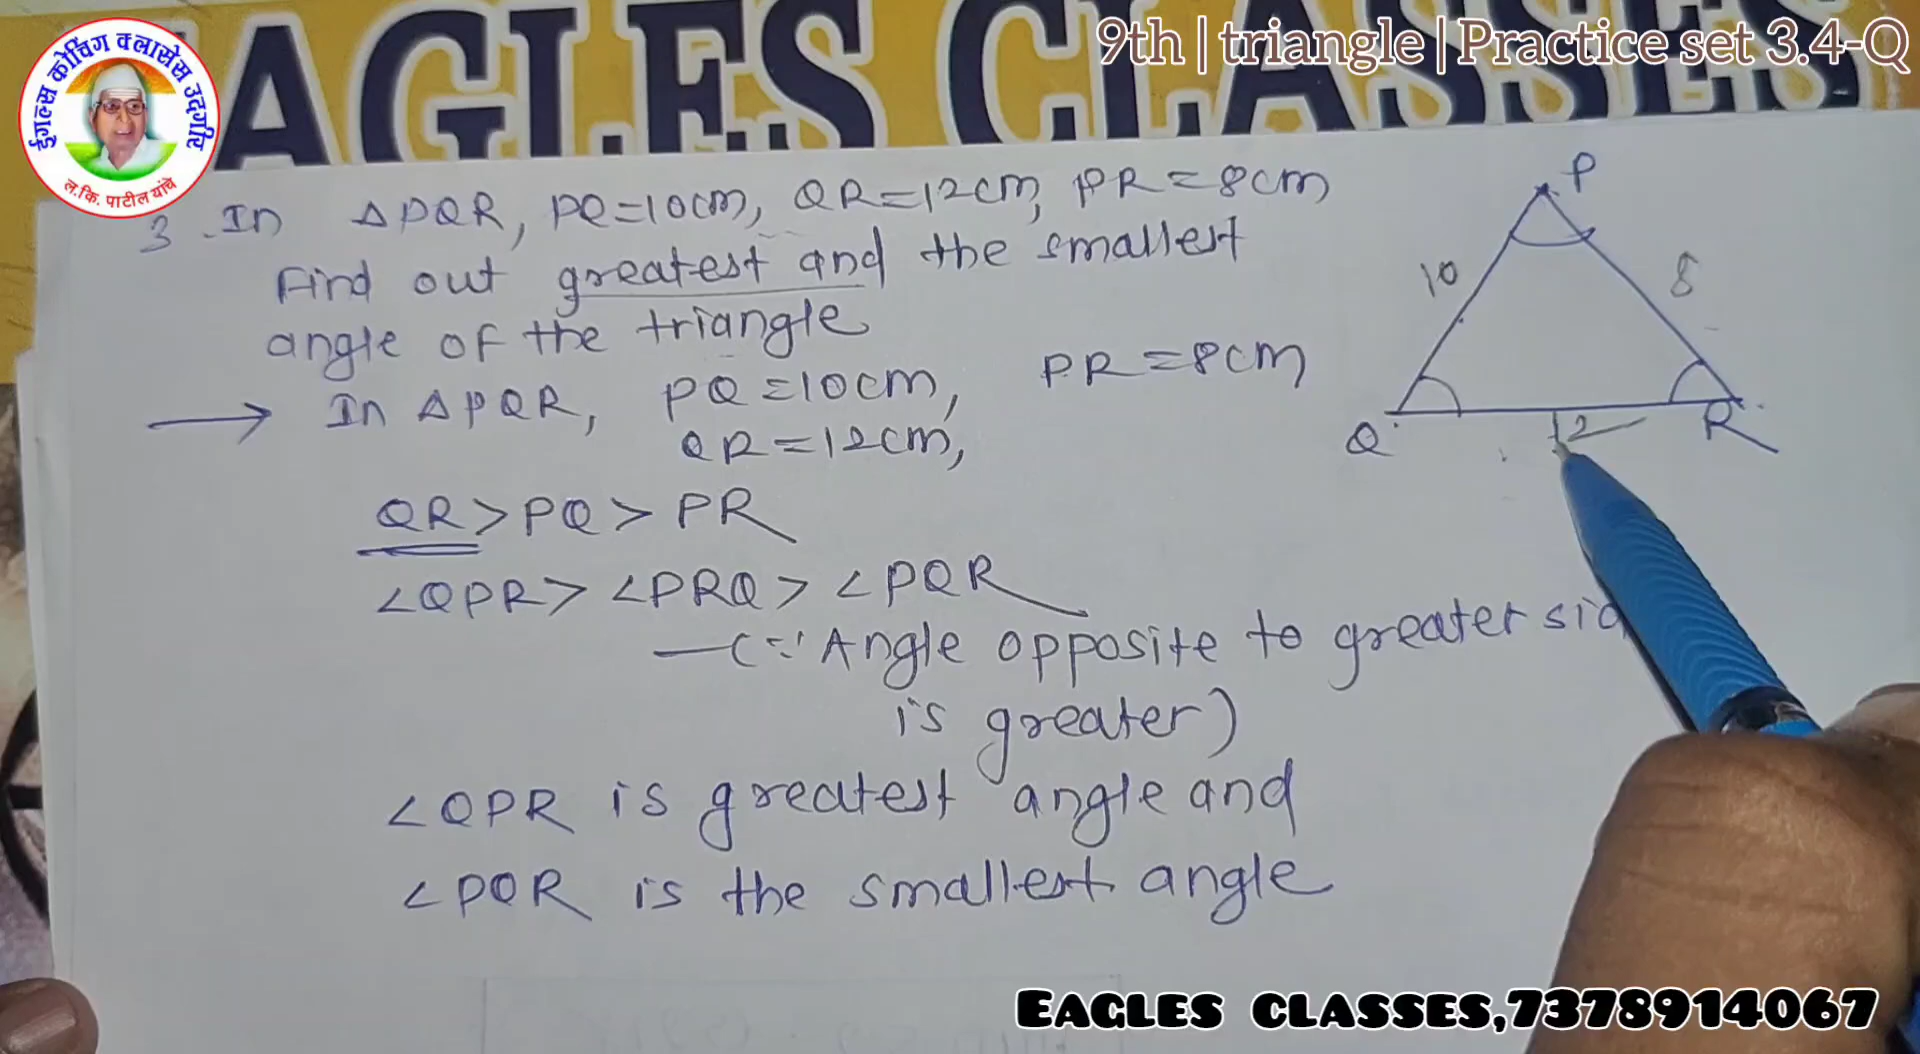 EAGLES CLASSES
9th | triangle | Practice set 3.4-Q
ईगल्स कोचिंग क्लासेस उदगीर
ल.कि. पाटील यांचे
3. In △PQR, PQ=10cm, QR=12cm, PR=8cm
Find out greatest and the smallest
angle of the triangle
→ In △PQR, PQ=10cm, PR=8cm
QR=12cm,
QR>PQ>PR
∠QPR>∠PRQ>∠PQR
—(∵ Angle opposite to greater
is greater)
∠QPR is greatest angle and
∠PQR is the smallest angle
P
10
8
Q
12
R
EAGLES CLASSES,7378914067